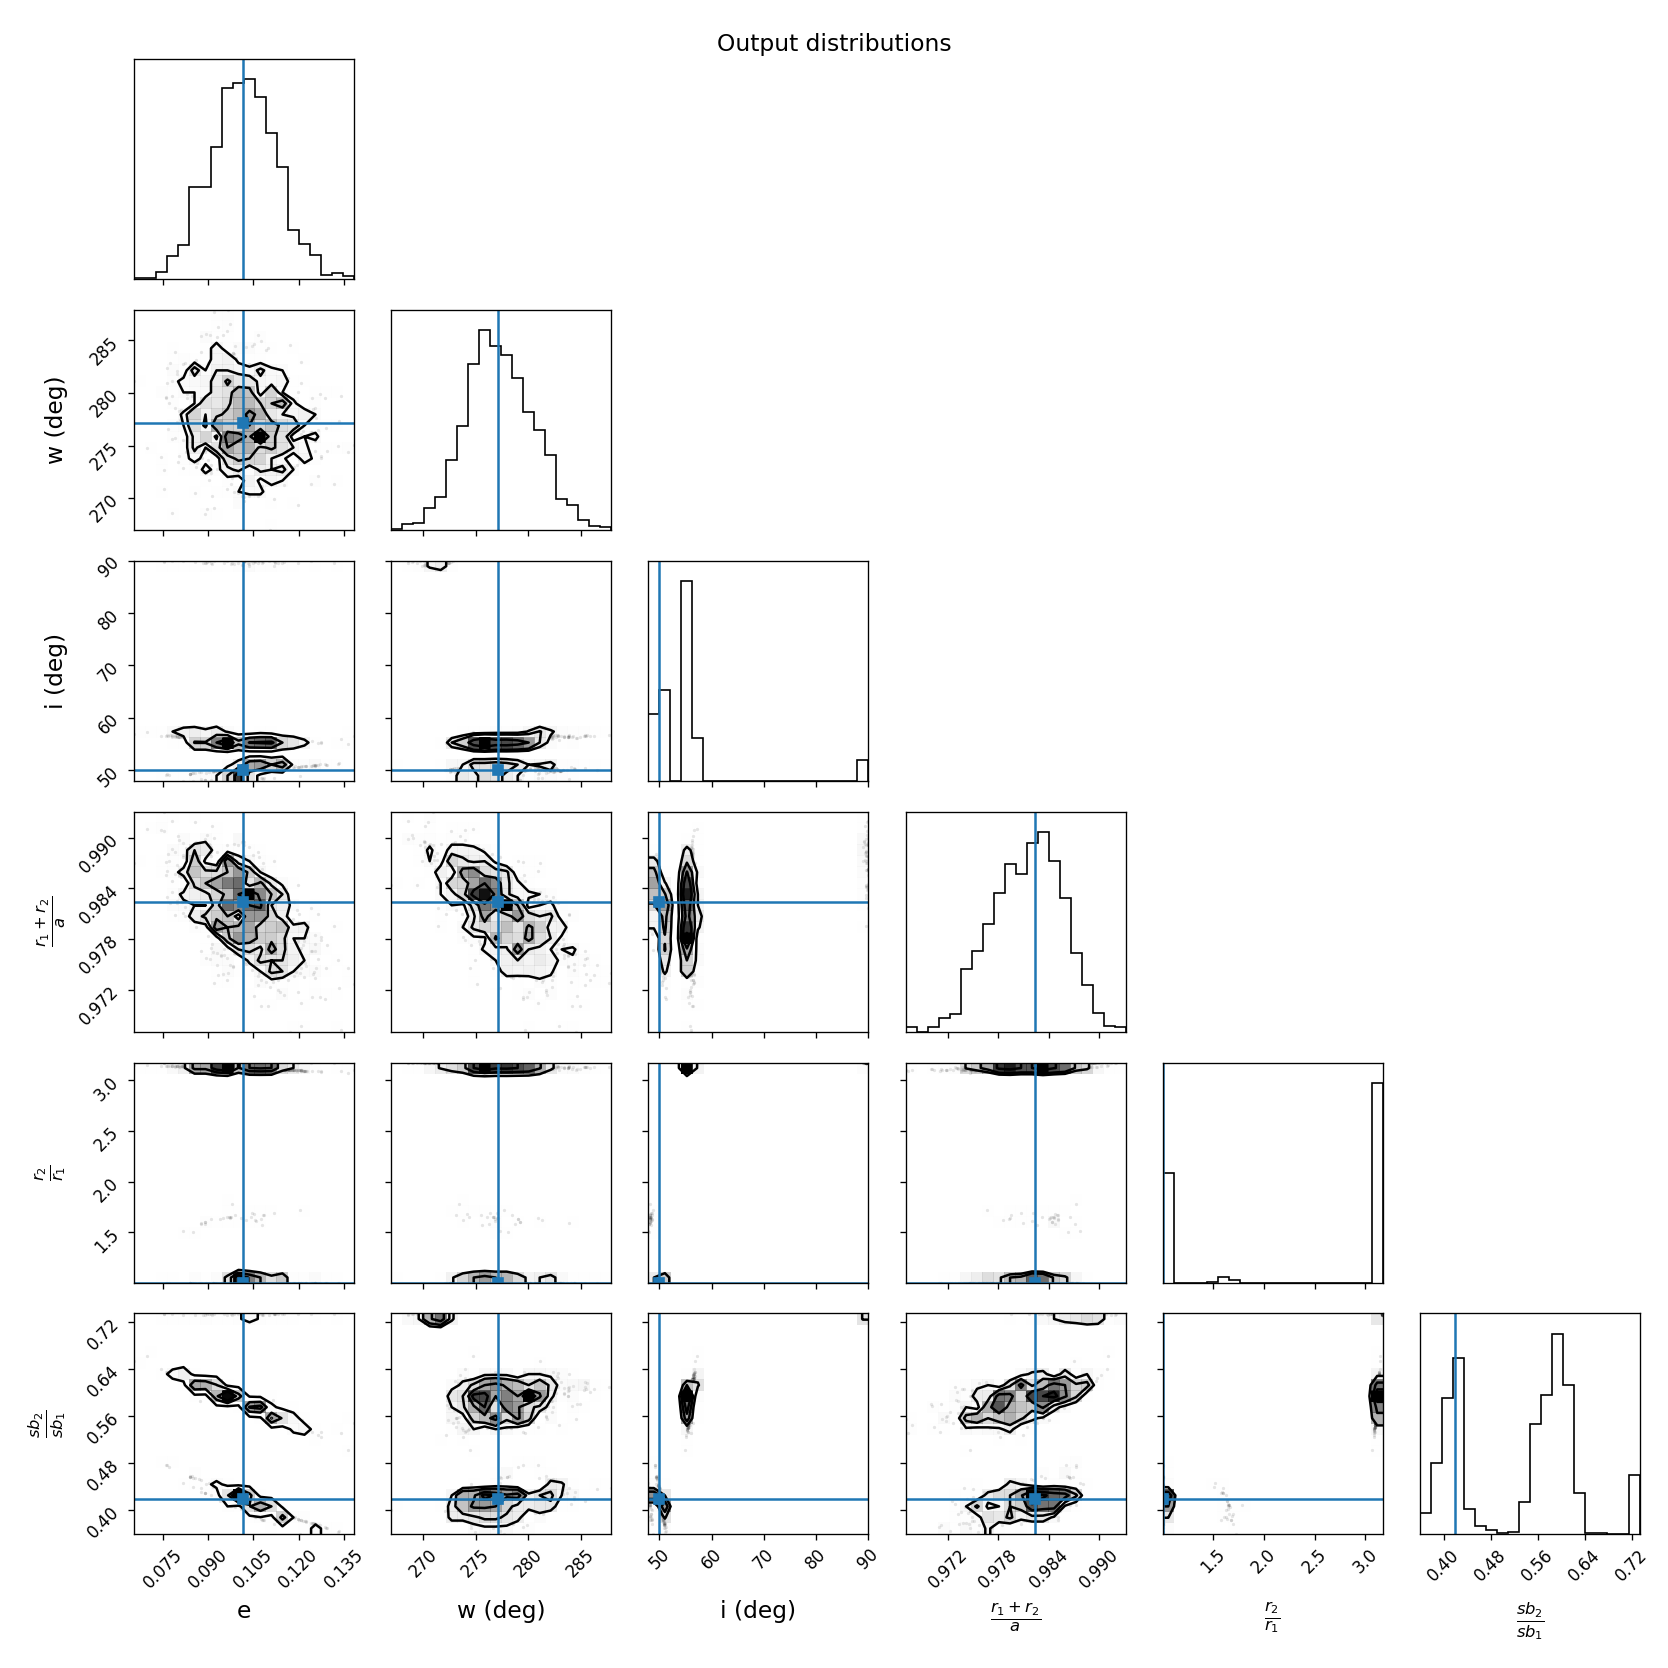 Output distributions
285
280
275
270
w (deg)
90
80
70
60
50
i (deg)
0.990
0.984
0.978
0.972
r₁ + r₂
a
3.0
2.5
2.0
1.5
r₂
r₁
0.72
0.64
0.56
0.48
0.40
sb₂
sb₁
0.075 0.090 0.105 0.120 0.135
270 275 280 285
50 60 70 80 90
0.972 0.978 0.984 0.990
1.5 2.0 2.5 3.0
0.40 0.48 0.56 0.64 0.72
e
w (deg)
i (deg)
r₁ + r₂
a
r₂
r₁
sb₂
sb₁